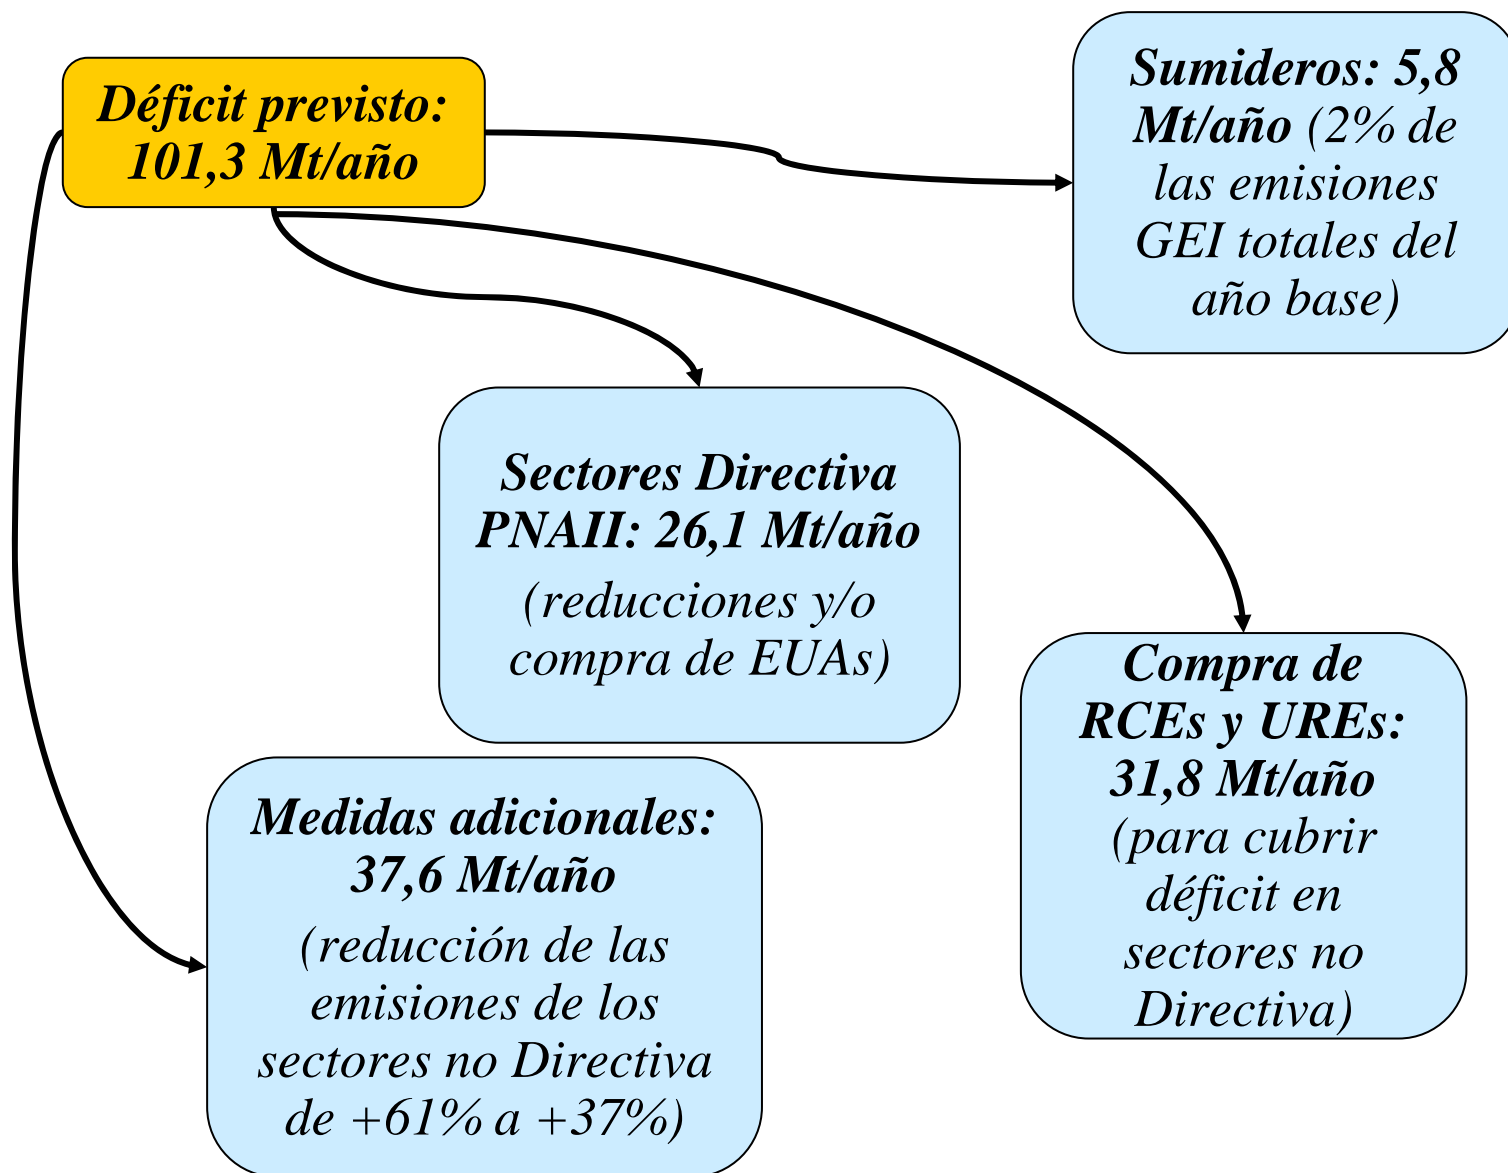 Déficit previsto:
101,3 Mt/año
Sumideros: 5,8
Mt/año (2% de
las emisiones
GEI totales del
año base)
Sectores Directiva
PNAII: 26,1 Mt/año
(reducciones y/o
compra de EUAs)
Compra de
RCEs y UREs:
31,8 Mt/año
(para cubrir
déficit en
sectores no
Directiva)
Medidas adicionales:
37,6 Mt/año
(reducción de las
emisiones de los
sectores no Directiva
de +61% a +37%)